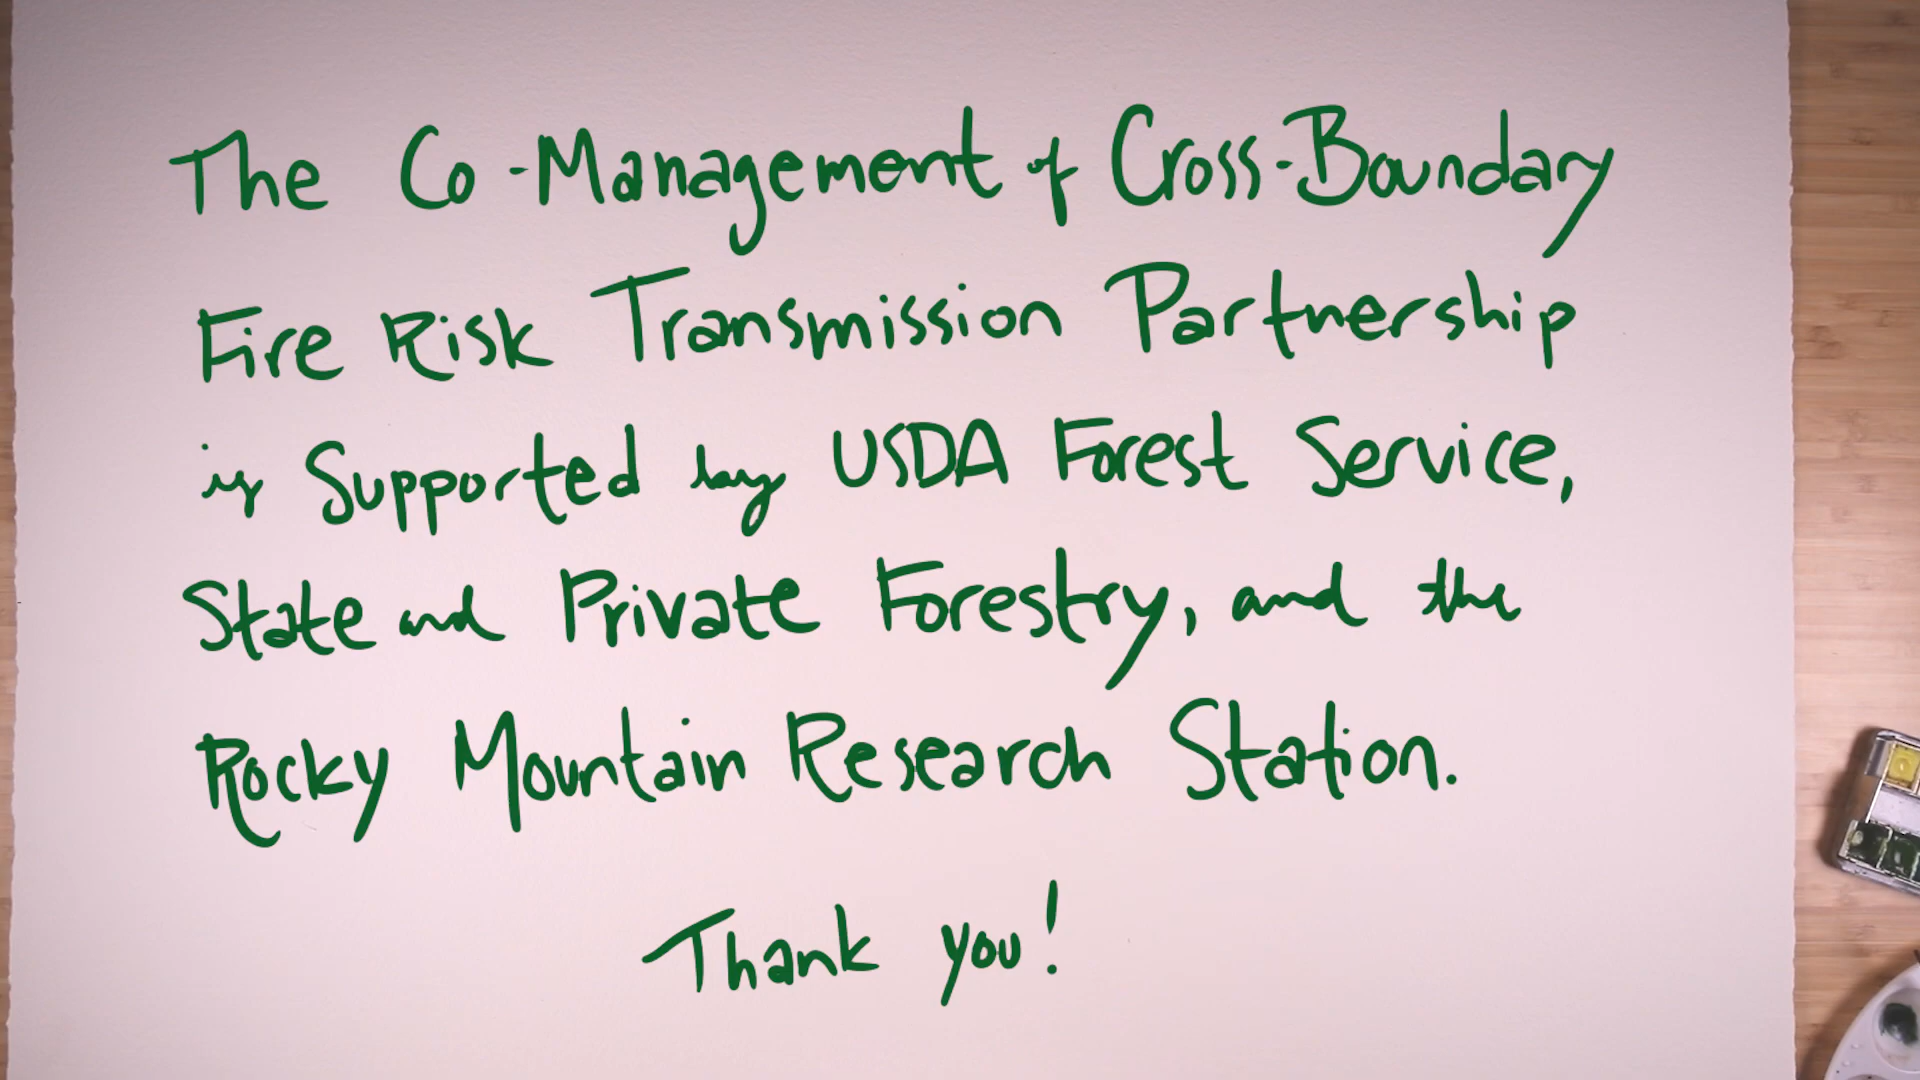 The Co-Management of Cross-Boundary
Fire Risk Transmission Partnership
is Supported by USDA Forest Service,
State and Private Forestry, and the
Rocky Mountain Research Station.
Thank you!